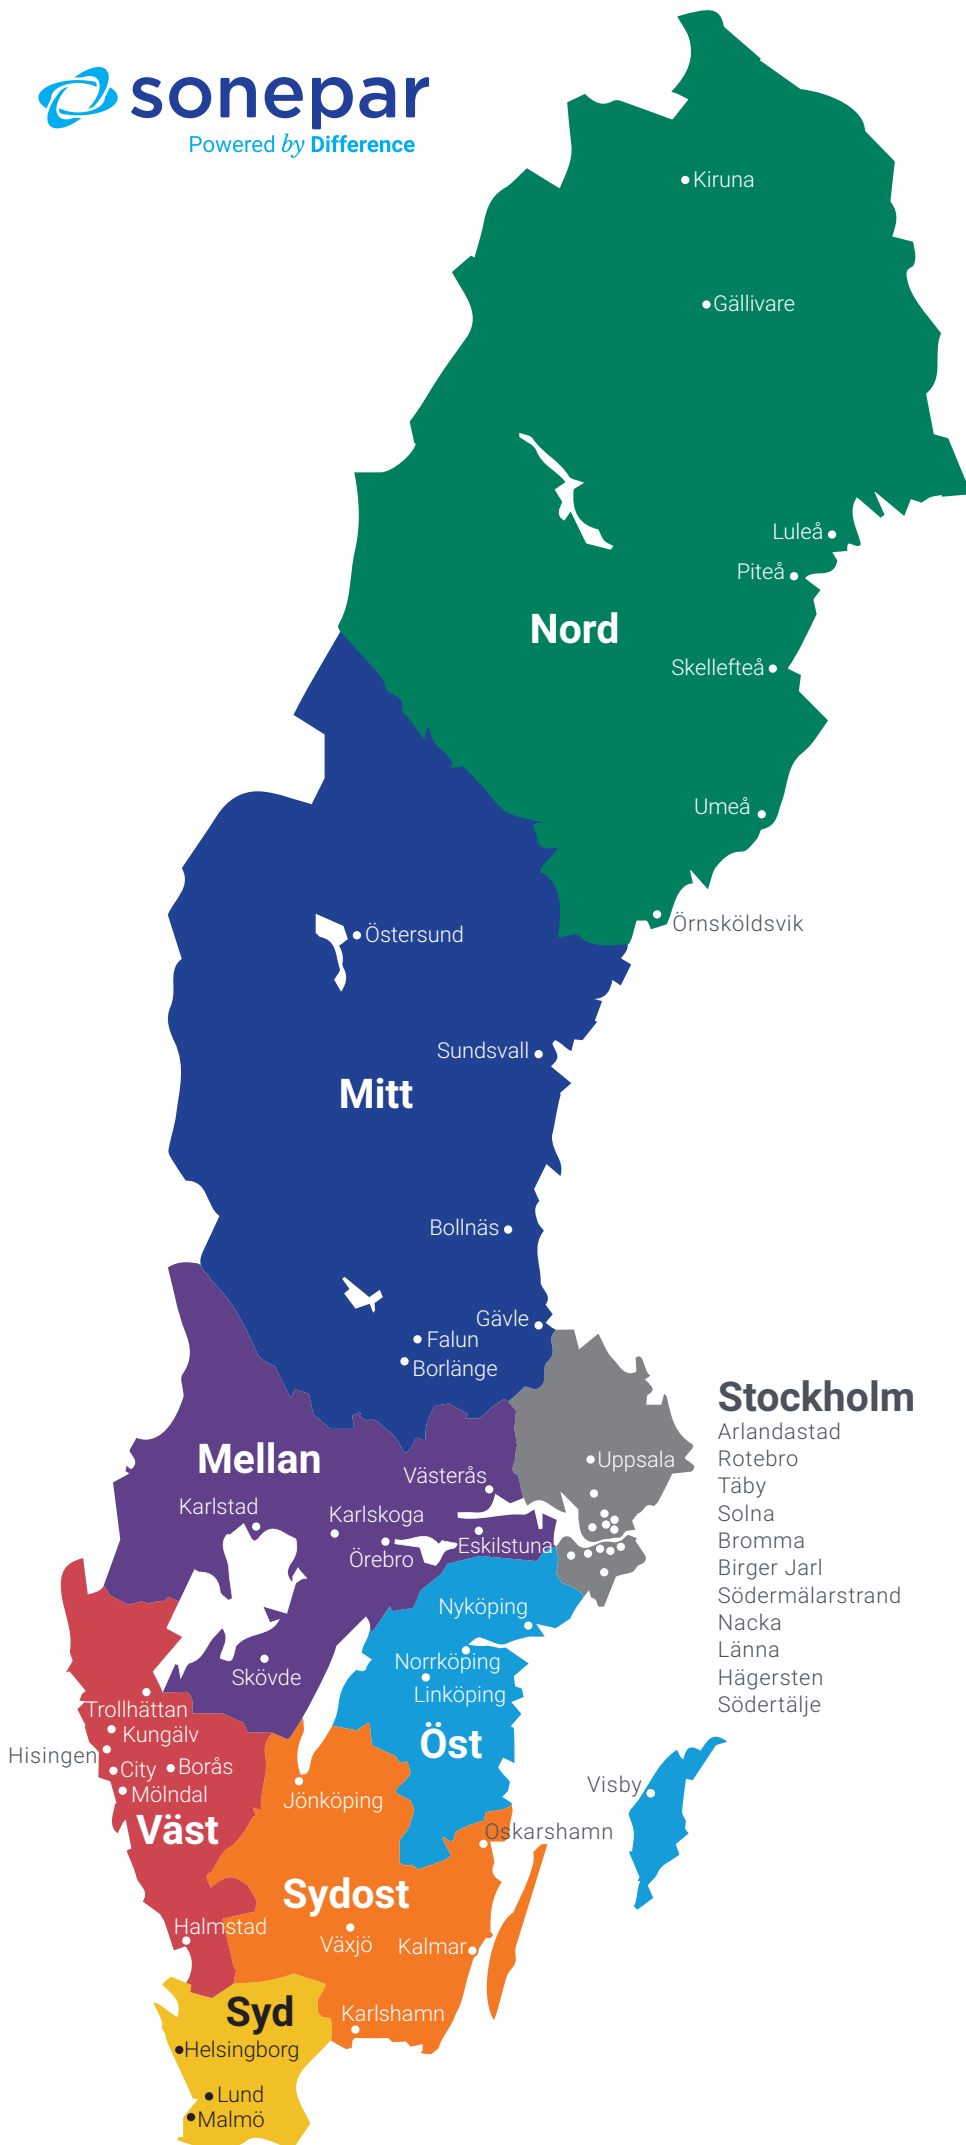 sonepar
Powered by Difference
Kiruna
Gällivare
Luleå
Piteå
Nord
Skellefteå
Umeå
Örnsköldsvik
Östersund
Sundsvall
Mitt
Bollnäs
Gävle
Falun
Borlänge
Stockholm
Arlandastad
Rotebro
Täby
Solna
Bromma
Birger Jarl
Södermälarstrand
Nacka
Länna
Hägersten
Södertälje
Uppsala
Mellan
Västerås
Karlstad
Karlskoga
Örebro
Eskilstuna
Skövde
Nyköping
Norrköping
Linköping
Öst
Visby
Trollhättan
Kungälv
Hisingen
City
Borås
Mölndal
Väst
Halmstad
Jönköping
Oskarshamn
Sydost
Växjö
Kalmar
Karlshamn
Syd
Helsingborg
Lund
Malmö